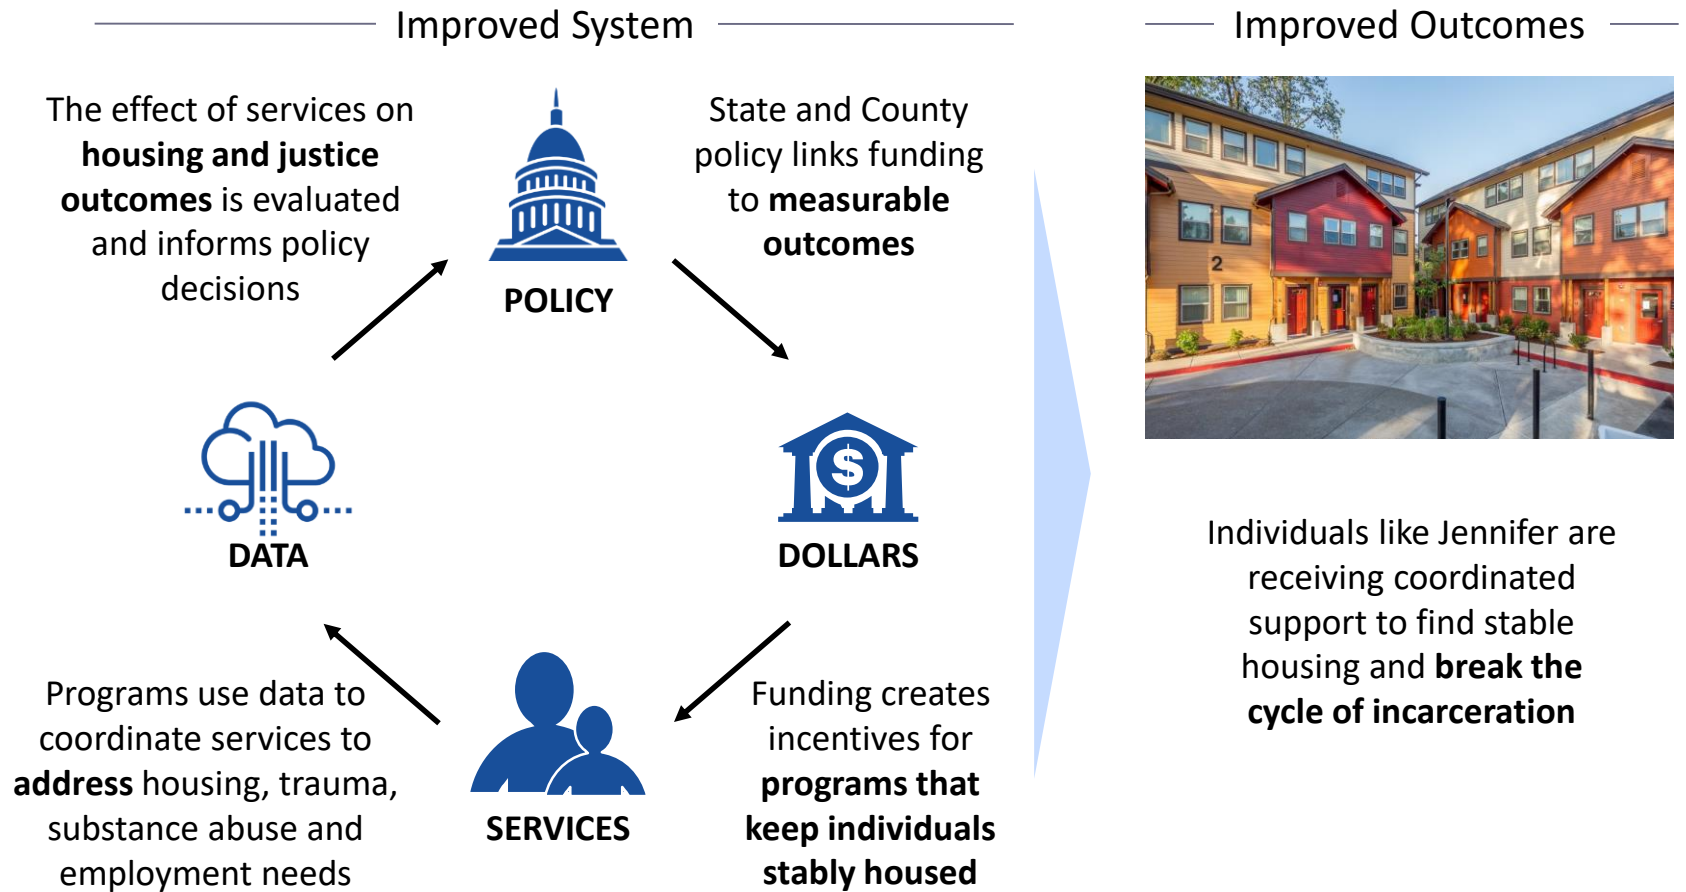 Improved System
Improved Outcomes
The effect of services on
housing and justice
outcomes is evaluated
and informs policy
decisions
POLICY
State and County
policy links funding
to measurable
outcomes
2
DATA
$
DOLLARS
Programs use data to
coordinate services to
address housing, trauma,
substance abuse and
employment needs
SERVICES
Funding creates
incentives for
programs that
keep individuals
stably housed
Individuals like Jennifer are
receiving coordinated
support to find stable
housing and break the
cycle of incarceration